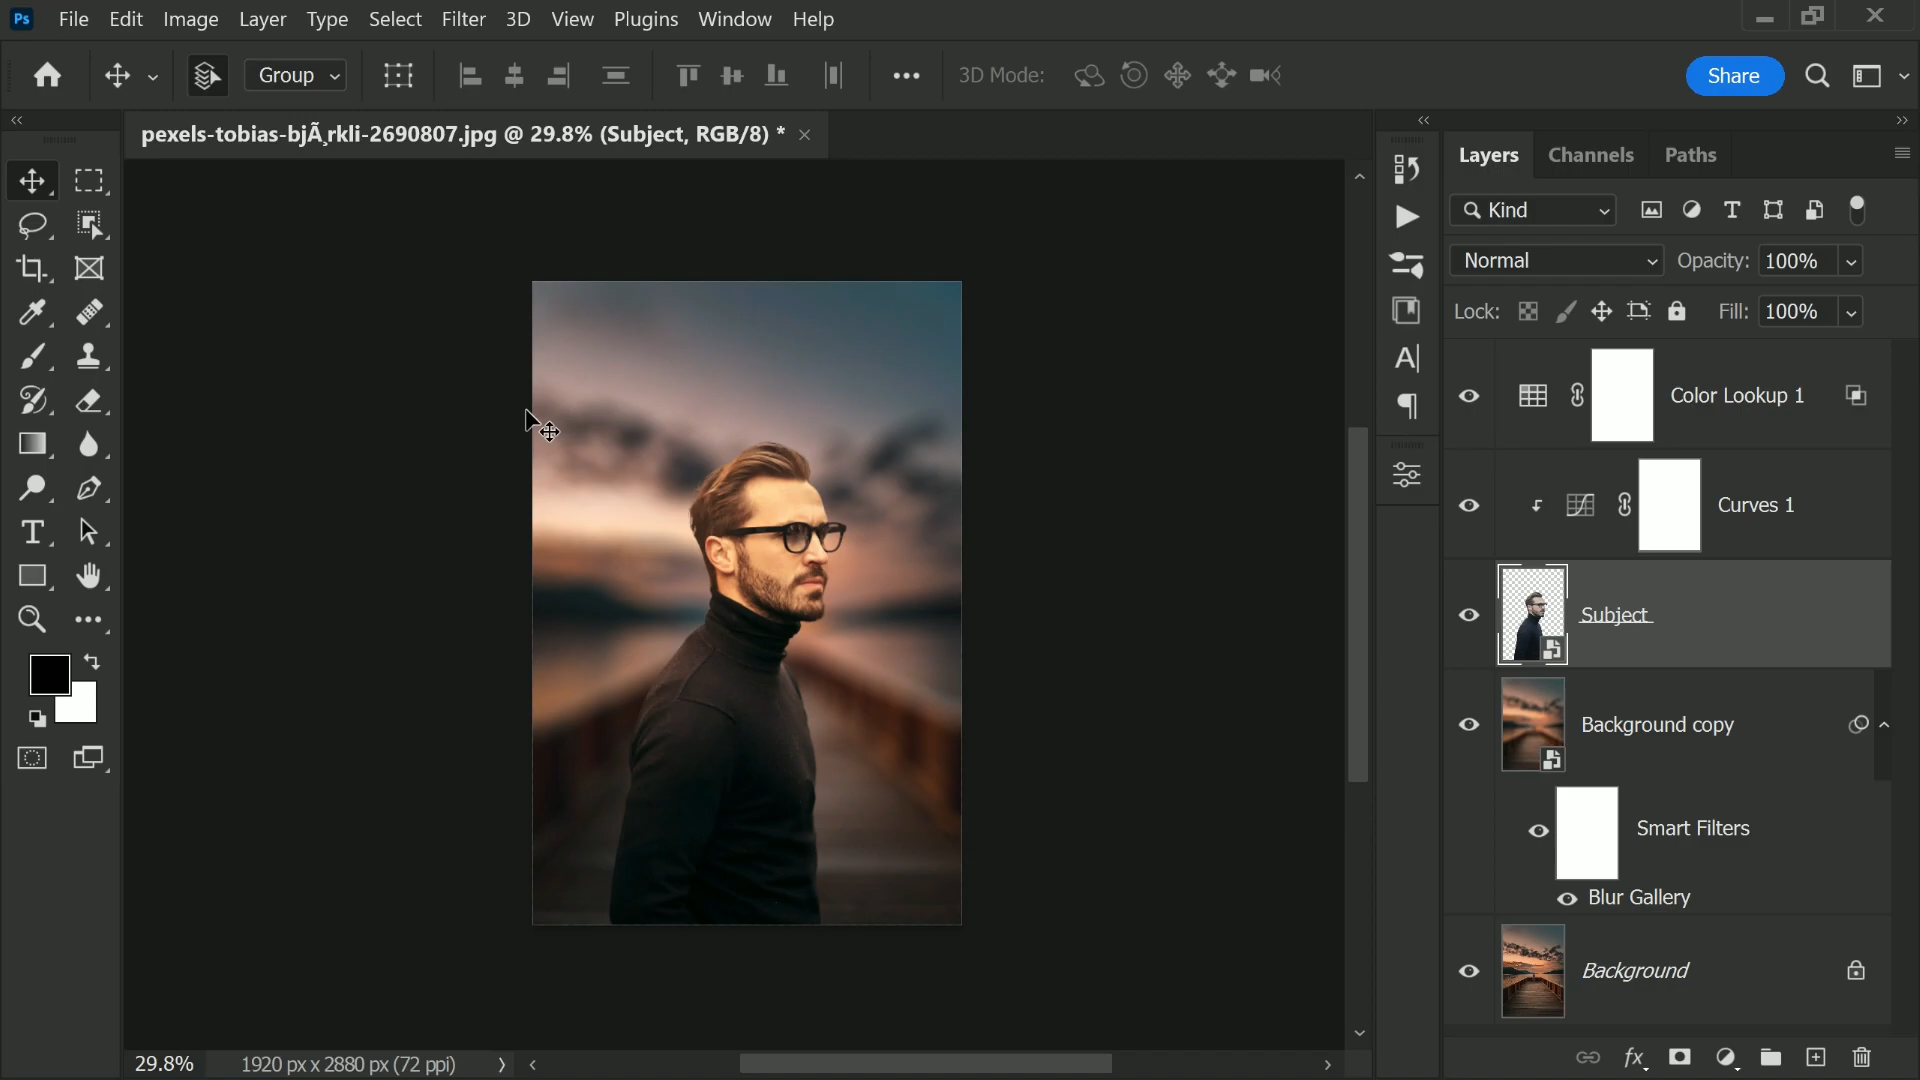 Ps File Edit Image Layer Type Select Filter 3D View Plugins Window Help
Group 3D Mode: Share
pexels-tobias-bjÃ¸rkli-2690807.jpg @ 29.8% (Subject, RGB/8) *
Layers Channels Paths
Kind
Normal Opacity: 100%
Lock: Fill: 100%
Color Lookup 1
Curves 1
Subject
Background copy
Smart Filters
Blur Gallery
Background
29.8% 1920 px x 2880 px (72 ppi)
fx